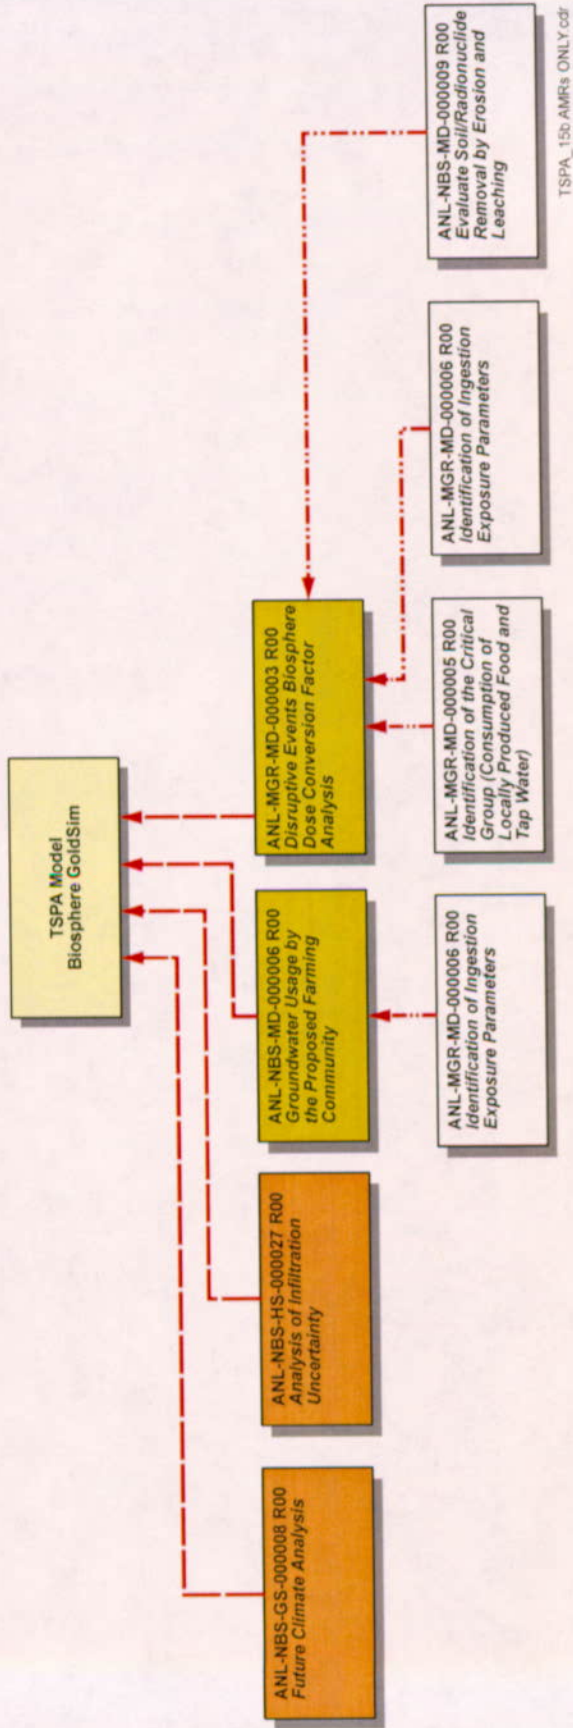 TSPA Model
Biosphere GoldSim
ANL-NBS-GS-000008 R00
Future Climate Analysis
ANL-NBS-HS-000027 R00
Analysis of Infiltration
Uncertainty
ANL-NBS-MD-000006 R00
Groundwater Usage by
the Proposed Farming
Community
ANL-MGR-MD-000003 R00
Disruptive Events Biosphere
Dose Conversion Factor
Analysis
ANL-MGR-MD-000006 R00
Identification of Ingestion
Exposure Parameters
ANL-MGR-MD-000005 R00
Identification of the Critical
Group (Consumption of
Locally Produced Food and
Tap Water)
ANL-MGR-MD-000006 R00
Identification of Ingestion
Exposure Parameters
ANL-NBS-MD-000009 R00
Evaluate Soil/Radionuclide
Removal by Erosion and
Leaching
TSPA_15b AMRs ONLY.cdr